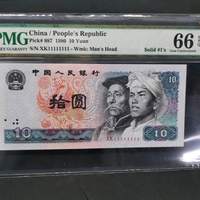 PMG
China / People's Republic
Pick# 887 1980 10 Yuan
S/N XK11111111 - Wmk: Man's Head
Solid #1's
66
中国人民银行
拾圆
10
10
XK11111111